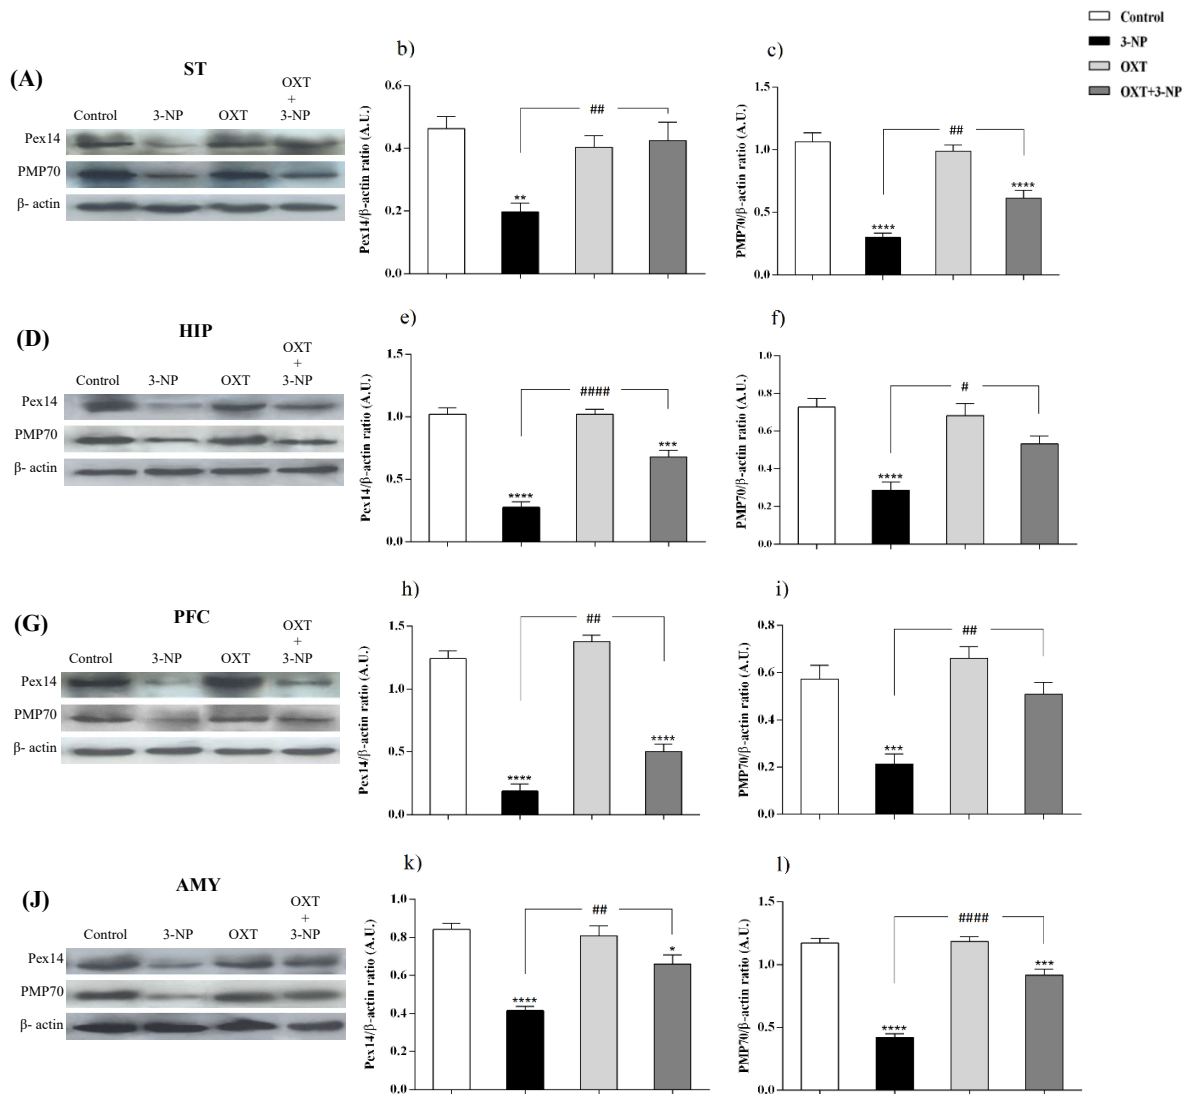 Control
3-NP
OXT
OXT+3-NP
(A)
ST
Control 3-NP OXT OXT
+
3-NP
Pex14
PMP70
β- actin
b)
Pex14/β-actin ratio (A.U.)
0.6
0.4
0.2
0.0
##
**
c)
PMP70/β-actin ratio (A.U.)
1.5
1.0
0.5
0.0
##
****
****
(D)
HIP
Control 3-NP OXT OXT
+
3-NP
Pex14
PMP70
β- actin
e)
Pex14/β-actin ratio (A.U.)
1.5
1.0
0.5
0.0
####
****
***
f)
PMP70/β-actin ratio (A.U.)
1.0
0.8
0.6
0.4
0.2
0.0
#
****
(G)
PFC
Control 3-NP OXT OXT
+
3-NP
Pex14
PMP70
β- actin
h)
Pex14/β-actin ratio (A.U.)
1.5
1.0
0.5
0.0
##
****
****
i)
PMP70/β-actin ratio (A.U.)
0.8
0.6
0.4
0.2
0.0
##
***
(J)
AMY
Control 3-NP OXT OXT
+
3-NP
Pex14
PMP70
β- actin
k)
Pex14/β-actin ratio (A.U.)
1.0
0.8
0.6
0.4
0.2
0.0
##
****
*
l)
PMP70/β-actin ratio (A.U.)
1.5
1.0
0.5
0.0
####
****
***